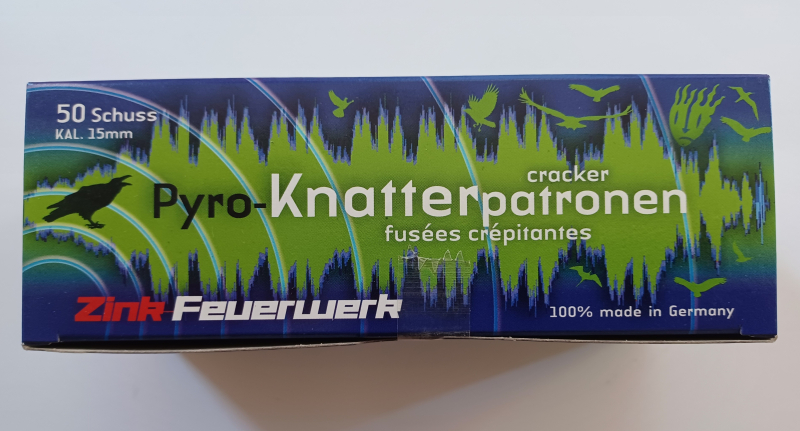 50 Schuss
KAL. 15mm
Pyro-Knatterpatronen
cracker
fusées crépitantes
Zink Feuerwerk
100% made in Germany